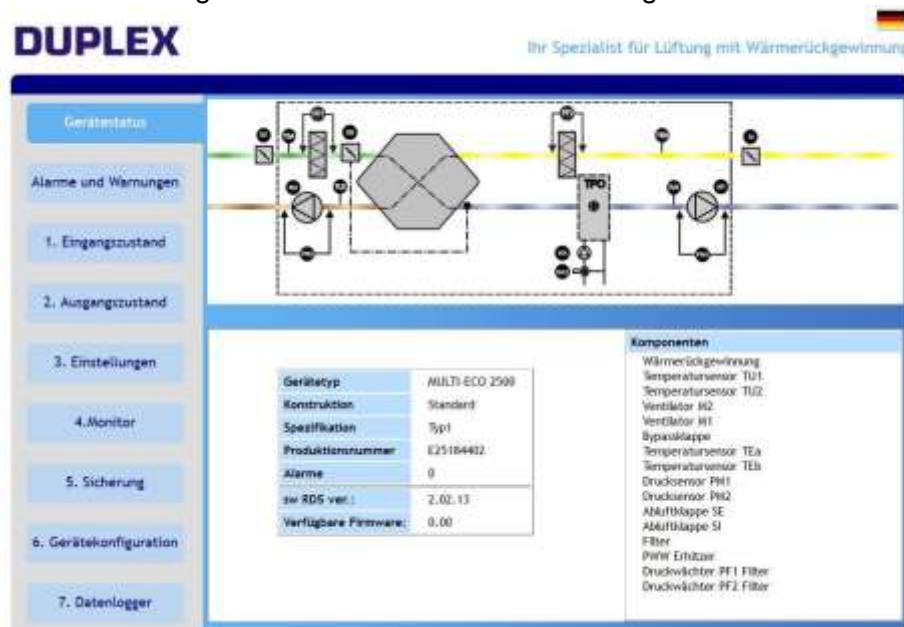 DUPLEX
Ihr Spezialist für Lüftung mit Wärmerückgewinnung
Gerätestatus
Alarme und Warnungen
1. Eingangszustand
2. Ausgangszustand
3. Einstellungen
4.Monitor
5. Sicherung
6. Gerätekonfiguration
7. Datenlogger
TPO
Gerätetyp MULTI-ECO 2500
Konstruktion Standard
Spezifikation Typ1
Produktionsnummer E25184402
Alarme 0
sw RD5 ver.: 2.02.13
Verfügbare Firmware: 0.00
Komponenten
Wärmerückgewinnung
Temperatursensor TU1
Temperatursensor TU2
Ventilator M2
Ventilator M1
Bypassklappe
Temperatursensor TEa
Temperatursensor TEb
Drucksensor PM1
Drucksensor PM2
Abluftklappe SE
Abluftklappe SI
Filter
PWW Erhitzer
Druckwächter PF1 Filter
Druckwächter PF2 Filter